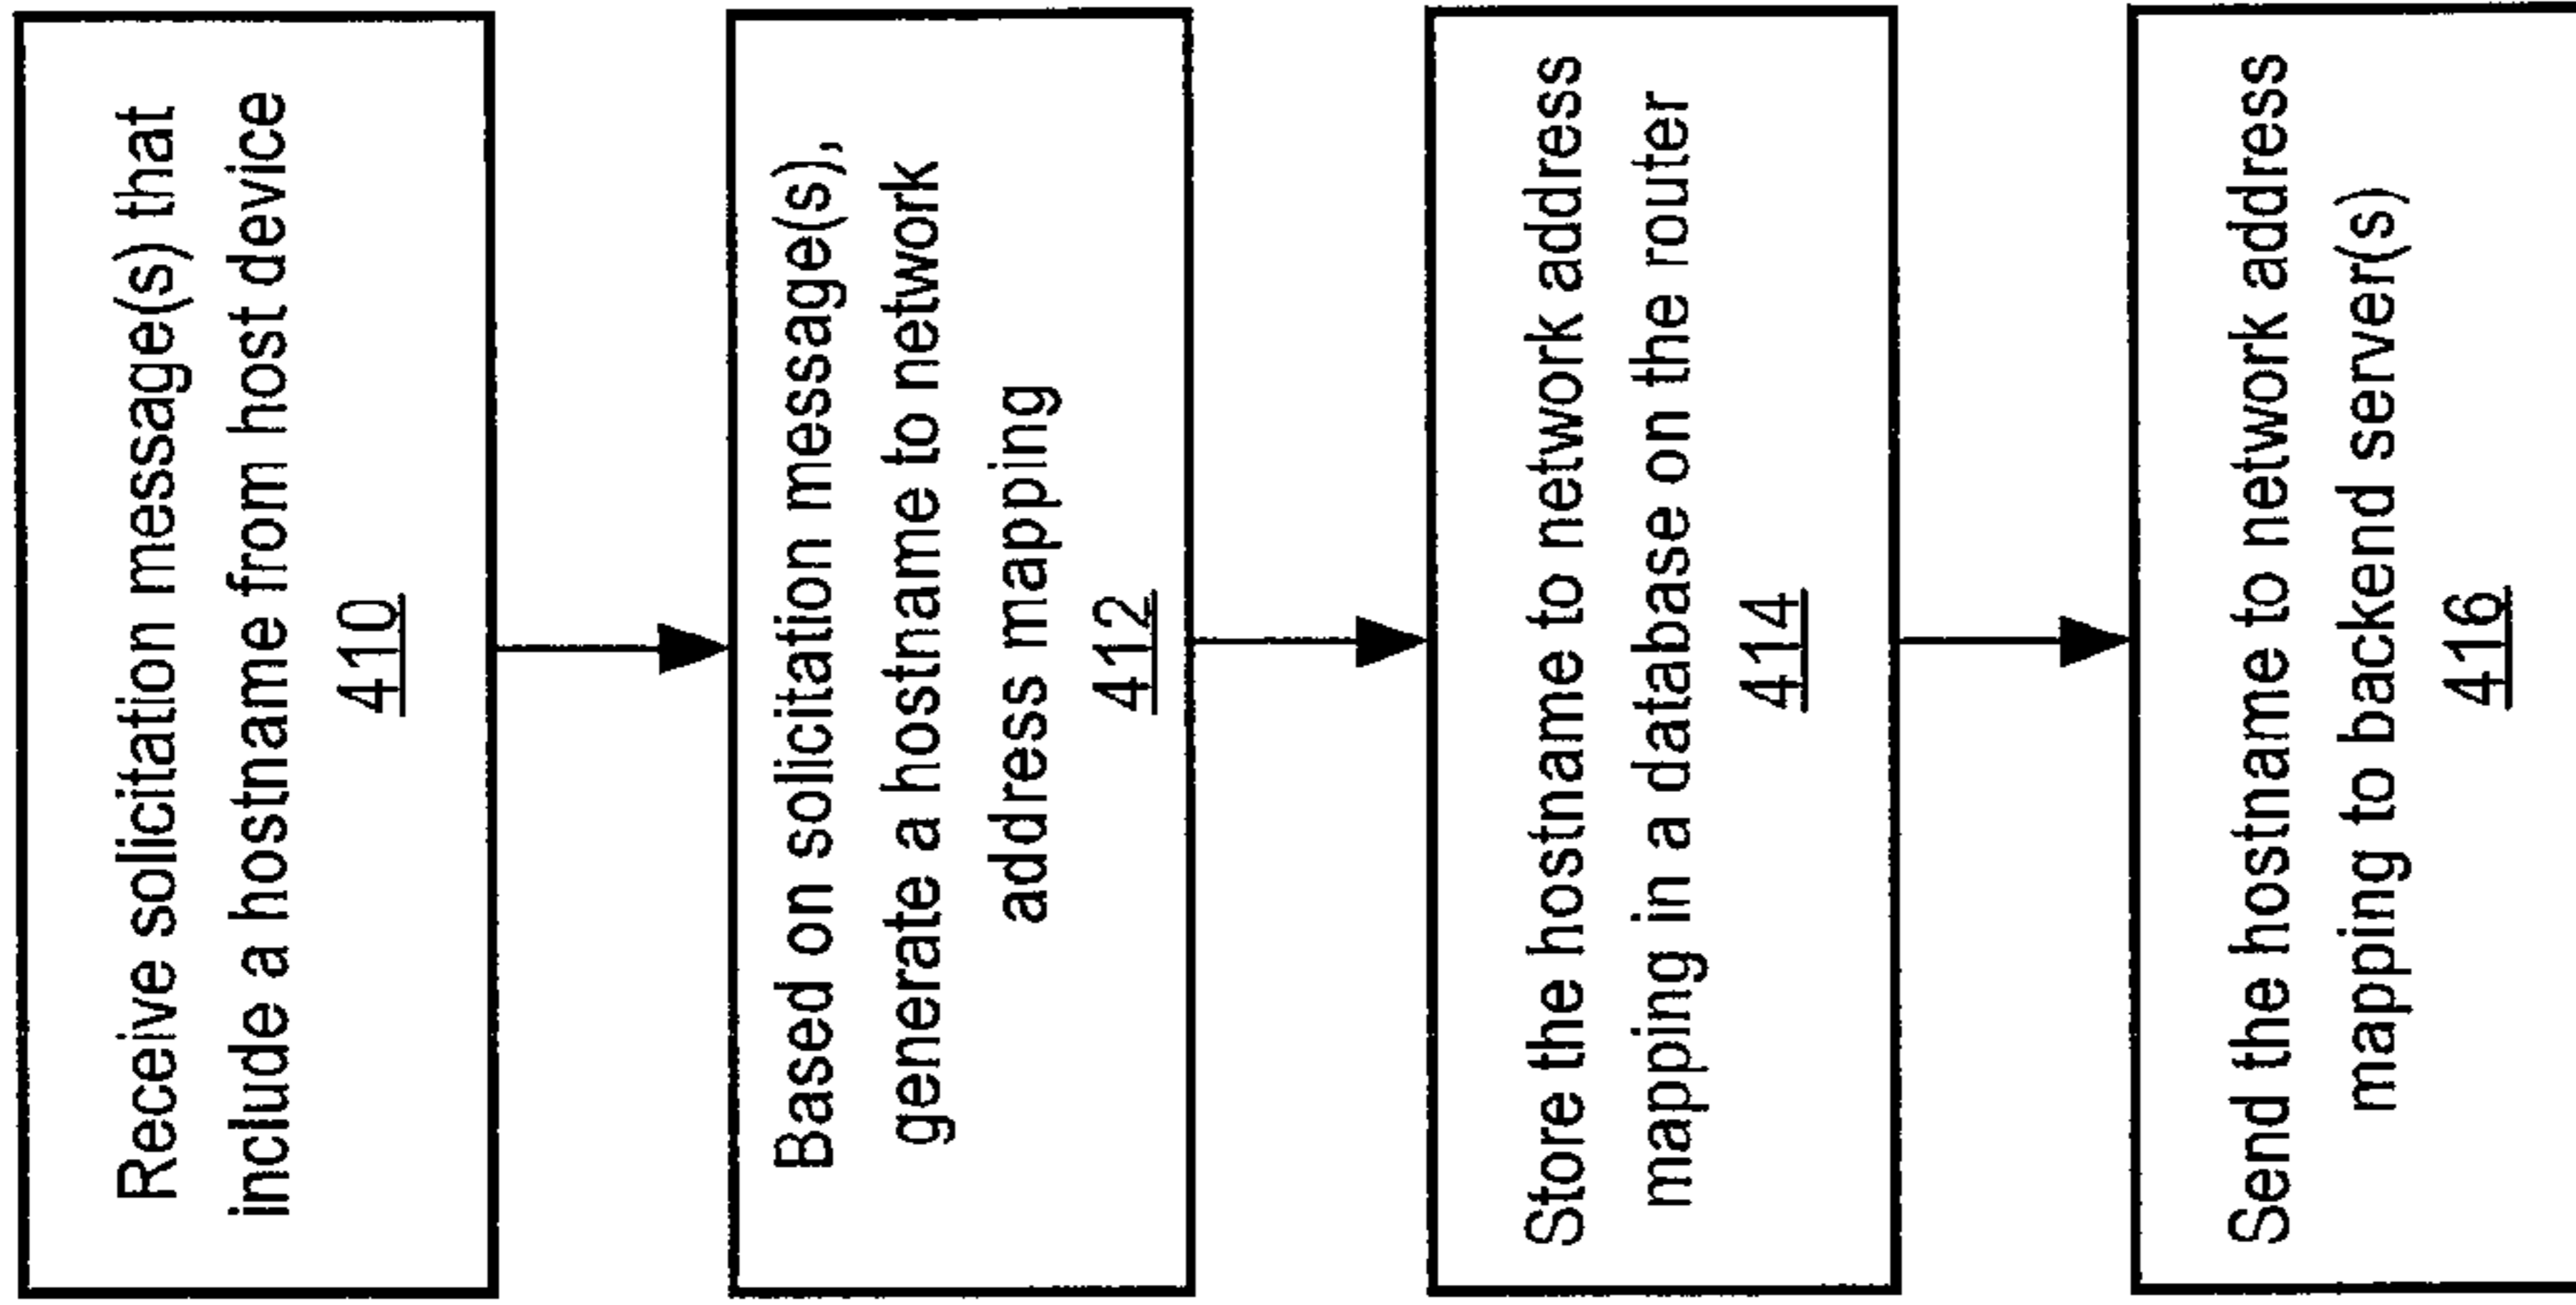 Receive solicitation message(s) that
include a hostname from host device
410
Based on solicitation message(s),
generate a hostname to network
address mapping
412
Store the hostname to network address
mapping in a database on the router
414
Send the hostname to network address
mapping to backend server(s)
416